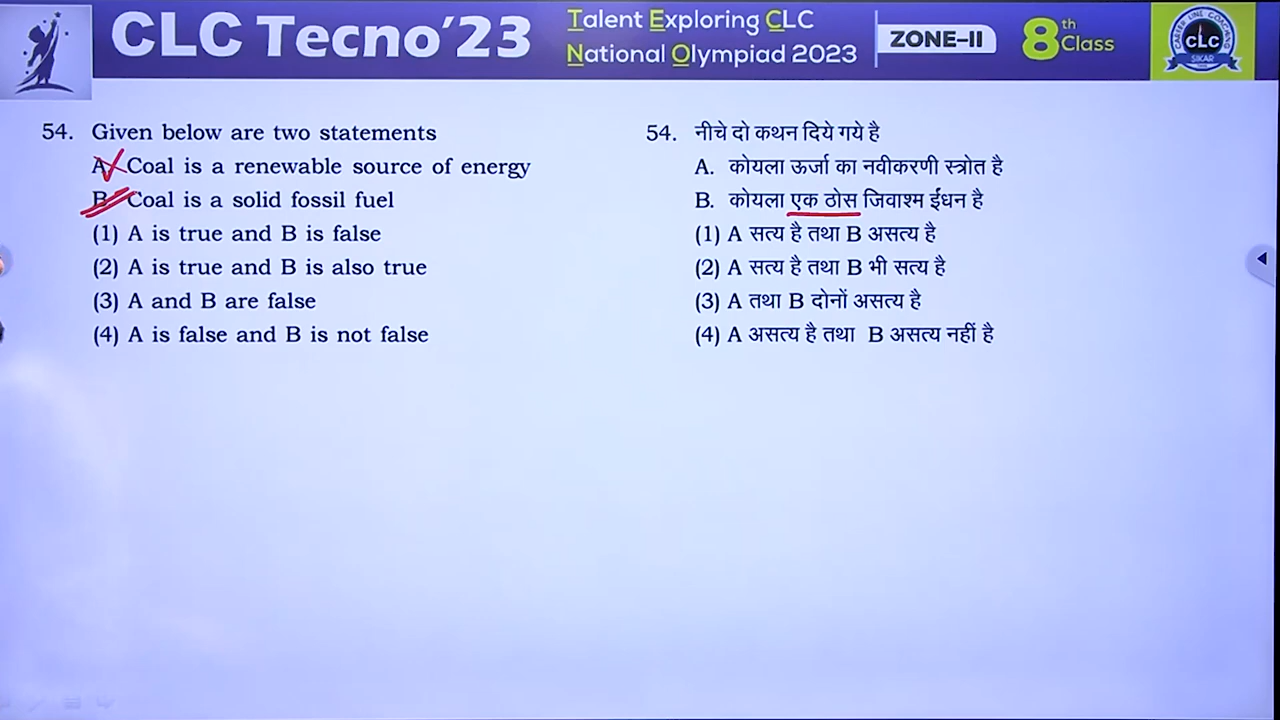 CLC Tecno'23
Talent Exploring CLC
National Olympiad 2023
ZONE-II
8th Class
CLC
SIKAR
54. Given below are two statements
A. Coal is a renewable source of energy
B. Coal is a solid fossil fuel
(1) A is true and B is false
(2) A is true and B is also true
(3) A and B are false
(4) A is false and B is not false
54. नीचे दो कथन दिये गये है
A. कोयला ऊर्जा का नवीकरणी स्त्रोत है
B. कोयला एक ठोस जिवाश्म ईंधन है
(1) A सत्य है तथा B असत्य है
(2) A सत्य है तथा B भी सत्य है
(3) A तथा B दोनों असत्य है
(4) A असत्य है तथा B असत्य नहीं है